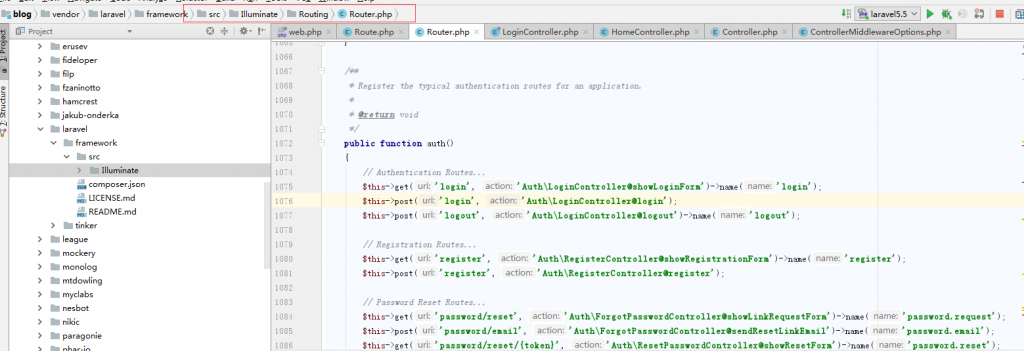 blog vendor laravel framework src Illuminate Routing Router.php laravel5.5
Project web.php Route.php Router.php LoginController.php HomeController.php Controller.php ControllerMiddlewareOptions.php
1: Project
Z: Structure
erusev
fideloper
filp
fzaninotto
hamcrest
jakub-onderka
laravel
framework
src
Illuminate
composer.json
LICENSE.md
README.md
tinker
league
mockery
monolog
mtdowling
myclabs
nesbot
nikic
paragonie
1066
1067 /**
1068 * Register the typical authentication routes for an application.
1069 *
1070 * @return void
1071 */
1072 public function auth()
1073 {
1074 // Authentication Routes...
1075 $this->get( uri: 'login', action: 'Auth\LoginController@showLoginForm')->name( name: 'login');
1076 $this->post( uri: 'login', action: 'Auth\LoginController@login');
1077 $this->post( uri: 'logout', action: 'Auth\LoginController@logout')->name( name: 'logout');
1078
1079 // Registration Routes...
1080 $this->get( uri: 'register', action: 'Auth\RegisterController@showRegistrationForm')->name( name: 'register');
1081 $this->post( uri: 'register', action: 'Auth\RegisterController@register');
1082
1083 // Password Reset Routes...
1084 $this->get( uri: 'password/reset', action: 'Auth\ForgotPasswordController@showLinkRequestForm')->name( name: 'password.request');
1085 $this->post( uri: 'password/email', action: 'Auth\ForgotPasswordController@sendResetLinkEmail')->name( name: 'password.email');
1086 $this->get( uri: 'password/reset/{token}', action: 'Auth\ResetPasswordController@showResetForm')->name( name: 'password.reset')